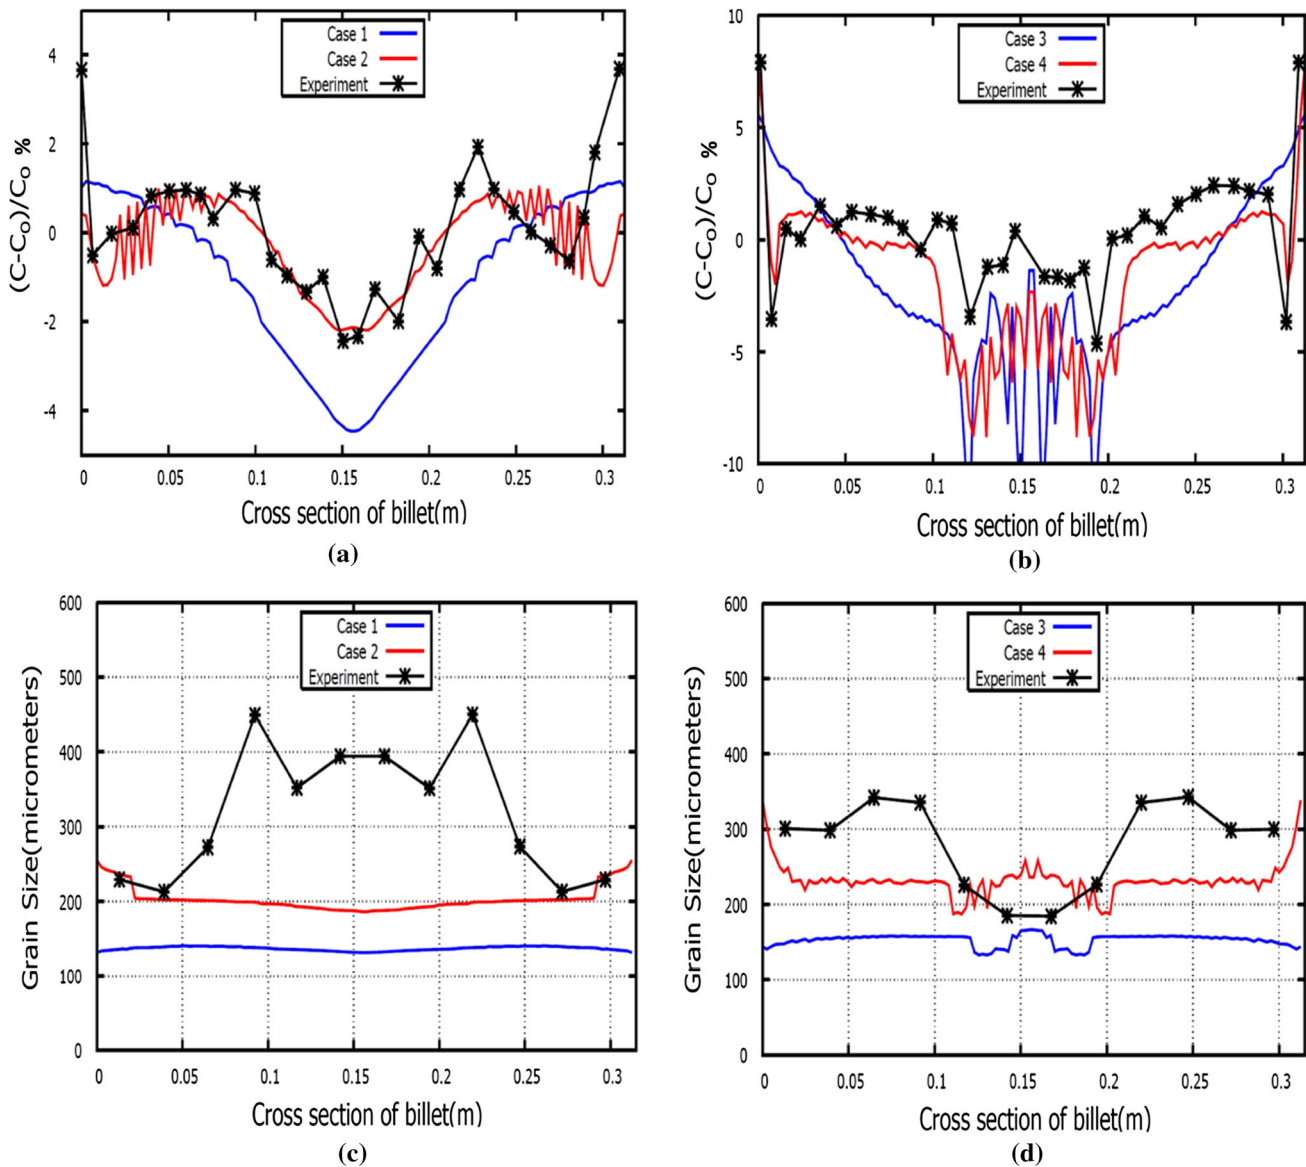 (C-Co)/Co %
4
2
0
-2
-4
Case 1
Case 2
Experiment
0 0.05 0.1 0.15 0.2 0.25 0.3
Cross section of billet(m)
(a)
(C-Co)/Co %
10
5
0
-5
-10
Case 3
Case 4
Experiment
0 0.05 0.1 0.15 0.2 0.25 0.3
Cross section of billet(m)
(b)
Grain Size(micrometers)
600
500
400
300
200
100
0
Case 1
Case 2
Experiment
0 0.05 0.1 0.15 0.2 0.25 0.3
Cross section of billet(m)
(c)
Grain Size(micrometers)
600
500
400
300
200
100
0
Case 3
Case 4
Experiment
0 0.05 0.1 0.15 0.2 0.25 0.3
Cross section of billet(m)
(d)